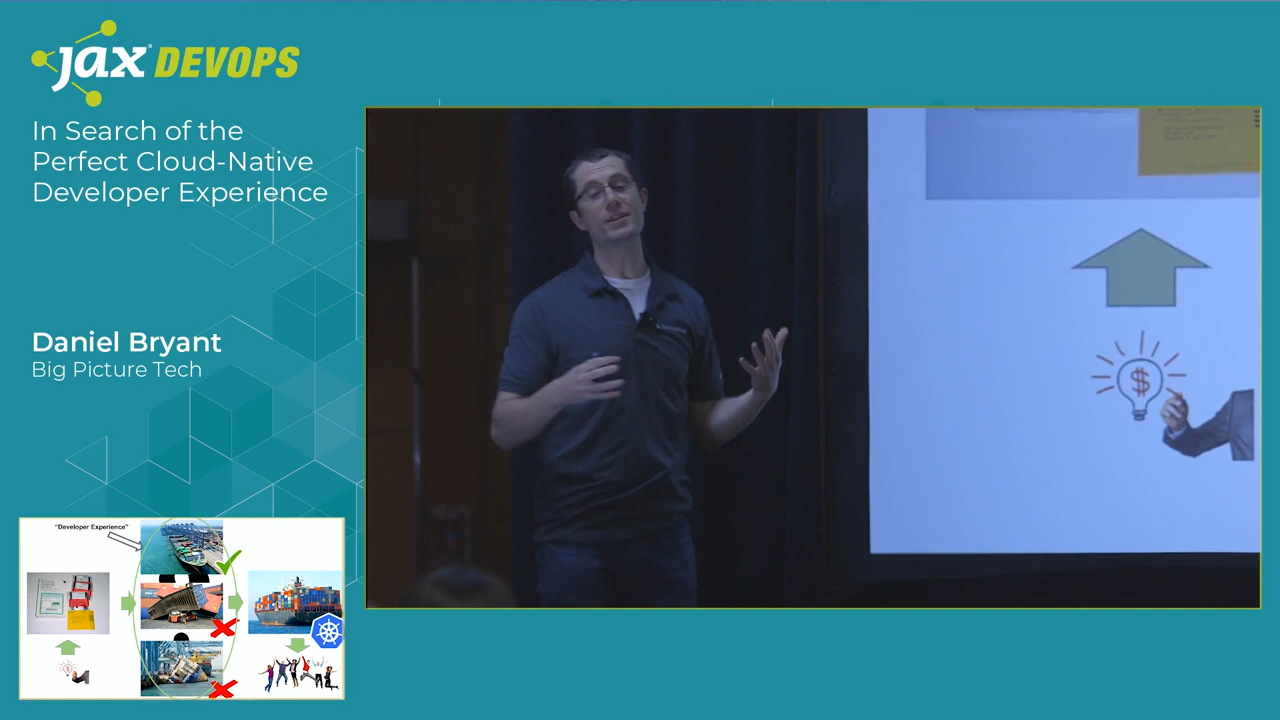 jax DEVOPS
In Search of the
Perfect Cloud-Native
Developer Experience
Daniel Bryant
Big Picture Tech
"Developer Experience"
$